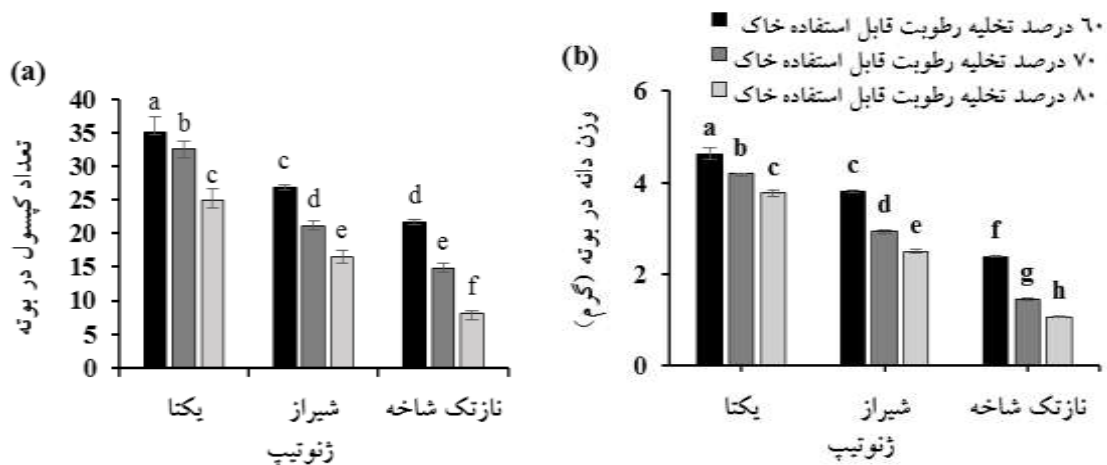 ۶۰ درصد تخلیه رطوبت قابل استفاده خاک
۷۰ درصد تخلیه رطوبت قابل استفاده خاک
۸۰ درصد تخلیه رطوبت قابل استفاده خاک
(a)
تعداد کپسول در بوته
40
35
30
25
20
15
10
5
0
a
b
c
c
d
e
d
e
f
یکتا
شیراز
نازتک شاخه
ژنوتیپ
(b)
وزن دانه در بوته (گرم)
6
4
2
0
a
b
c
c
d
e
f
g
h
یکتا
شیراز
نازتک شاخه
ژنوتیپ